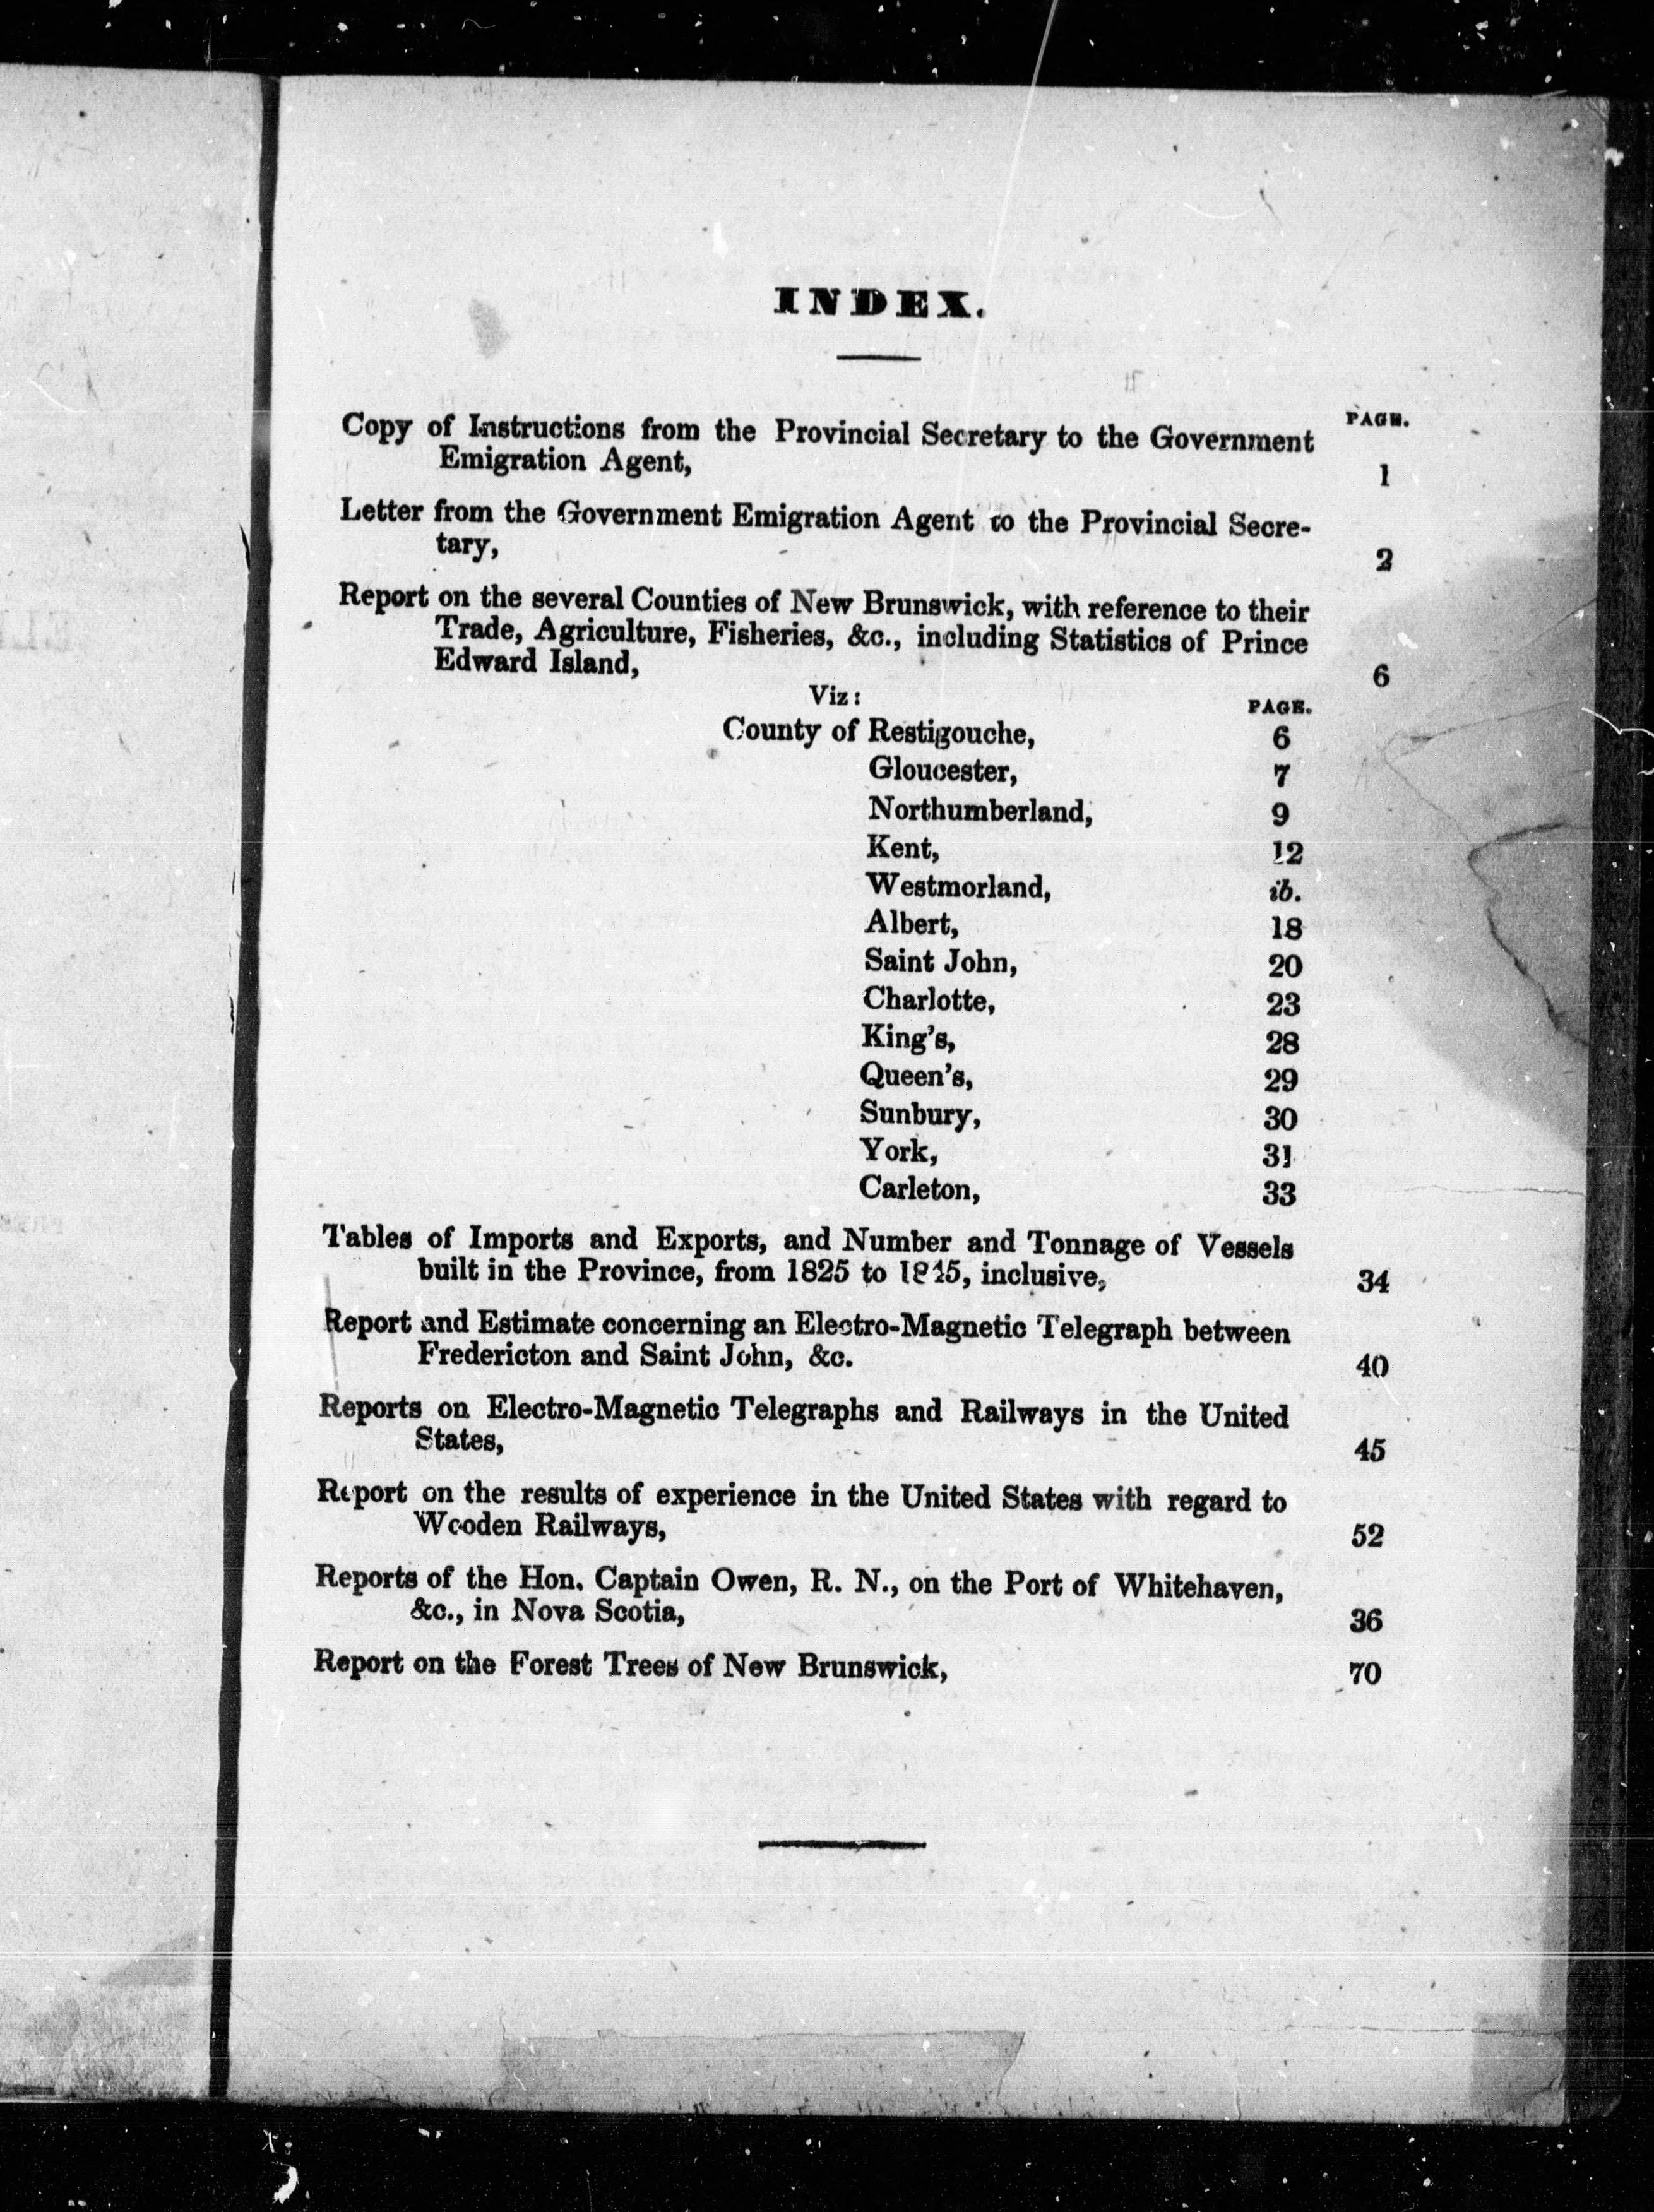 INDEX.
PAGE.
Copy of Instructions from the Provincial Secretary to the Government
Emigration Agent, 1
Letter from the Government Emigration Agent to the Provincial Secre-
tary, 2
Report on the several Counties of New Brunswick, with reference to their
Trade, Agriculture, Fisheries, &c., including Statistics of Prince
Edward Island, 6
Viz: PAGE.
County of Restigouche, 6
Gloucester, 7
Northumberland, 9
Kent, 12
Westmorland, ib.
Albert, 18
Saint John, 20
Charlotte, 23
King's, 28
Queen's, 29
Sunbury, 30
York, 31
Carleton, 33
Tables of Imports and Exports, and Number and Tonnage of Vessels
built in the Province, from 1825 to 1845, inclusive, 34
Report and Estimate concerning an Electro-Magnetic Telegraph between
Fredericton and Saint John, &c. 40
Reports on Electro-Magnetic Telegraphs and Railways in the United
States, 45
Report on the results of experience in the United States with regard to
Wooden Railways, 52
Reports of the Hon. Captain Owen, R. N., on the Port of Whitehaven,
&c., in Nova Scotia, 36
Report on the Forest Trees of New Brunswick, 70